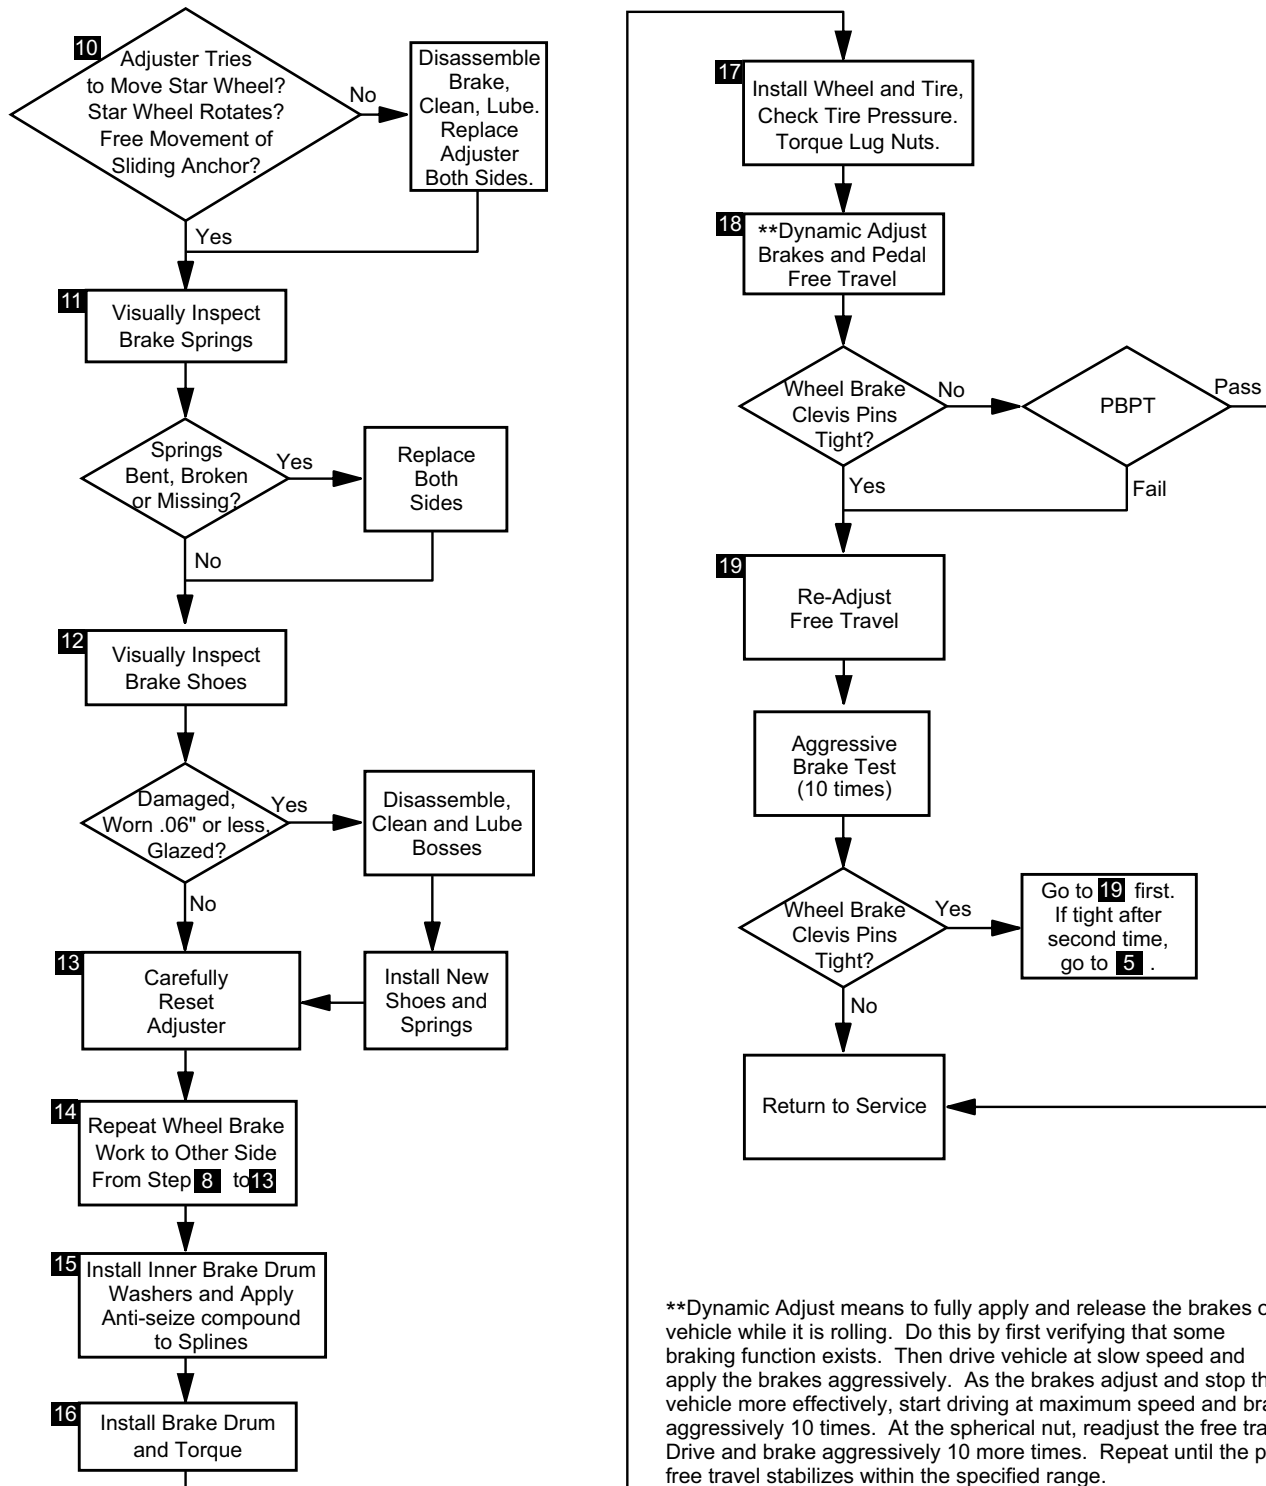 10
Adjuster Tries
to Move Star Wheel?
Star Wheel Rotates?
Free Movement of
Sliding Anchor?
No
Disassemble
Brake,
Clean, Lube.
Replace
Adjuster
Both Sides.
Yes
11
Visually Inspect
Brake Springs
Springs
Bent, Broken
or Missing?
Yes
Replace
Both
Sides
No
12
Visually Inspect
Brake Shoes
Damaged,
Worn .06" or less,
Glazed?
Yes
Disassemble,
Clean and Lube
Bosses
No
Install New
Shoes and
Springs
13
Carefully
Reset
Adjuster
14
Repeat Wheel Brake
Work to Other Side
From Step 8 to 13
15
Install Inner Brake Drum
Washers and Apply
Anti-seize compound
to Splines
16
Install Brake Drum
and Torque
17
Install Wheel and Tire,
Check Tire Pressure.
Torque Lug Nuts.
18
**Dynamic Adjust
Brakes and Pedal
Free Travel
Wheel Brake
Clevis Pins
Tight?
No
PBPT
Pass
Yes
Fail
19
Re-Adjust
Free Travel
Aggressive
Brake Test
(10 times)
Wheel Brake
Clevis Pins
Tight?
Yes
Go to 19 first.
If tight after
second time,
go to 5 .
No
Return to Service
**Dynamic Adjust means to fully apply and release the brakes
vehicle while it is rolling. Do this by first verifying that some
braking function exists. Then drive vehicle at slow speed and
apply the brakes aggressively. As the brakes adjust and stop
vehicle more effectively, start driving at maximum speed and
aggressively 10 times. At the spherical nut, readjust the free
Drive and brake aggressively 10 more times. Repeat until the
free travel stabilizes within the specified range.